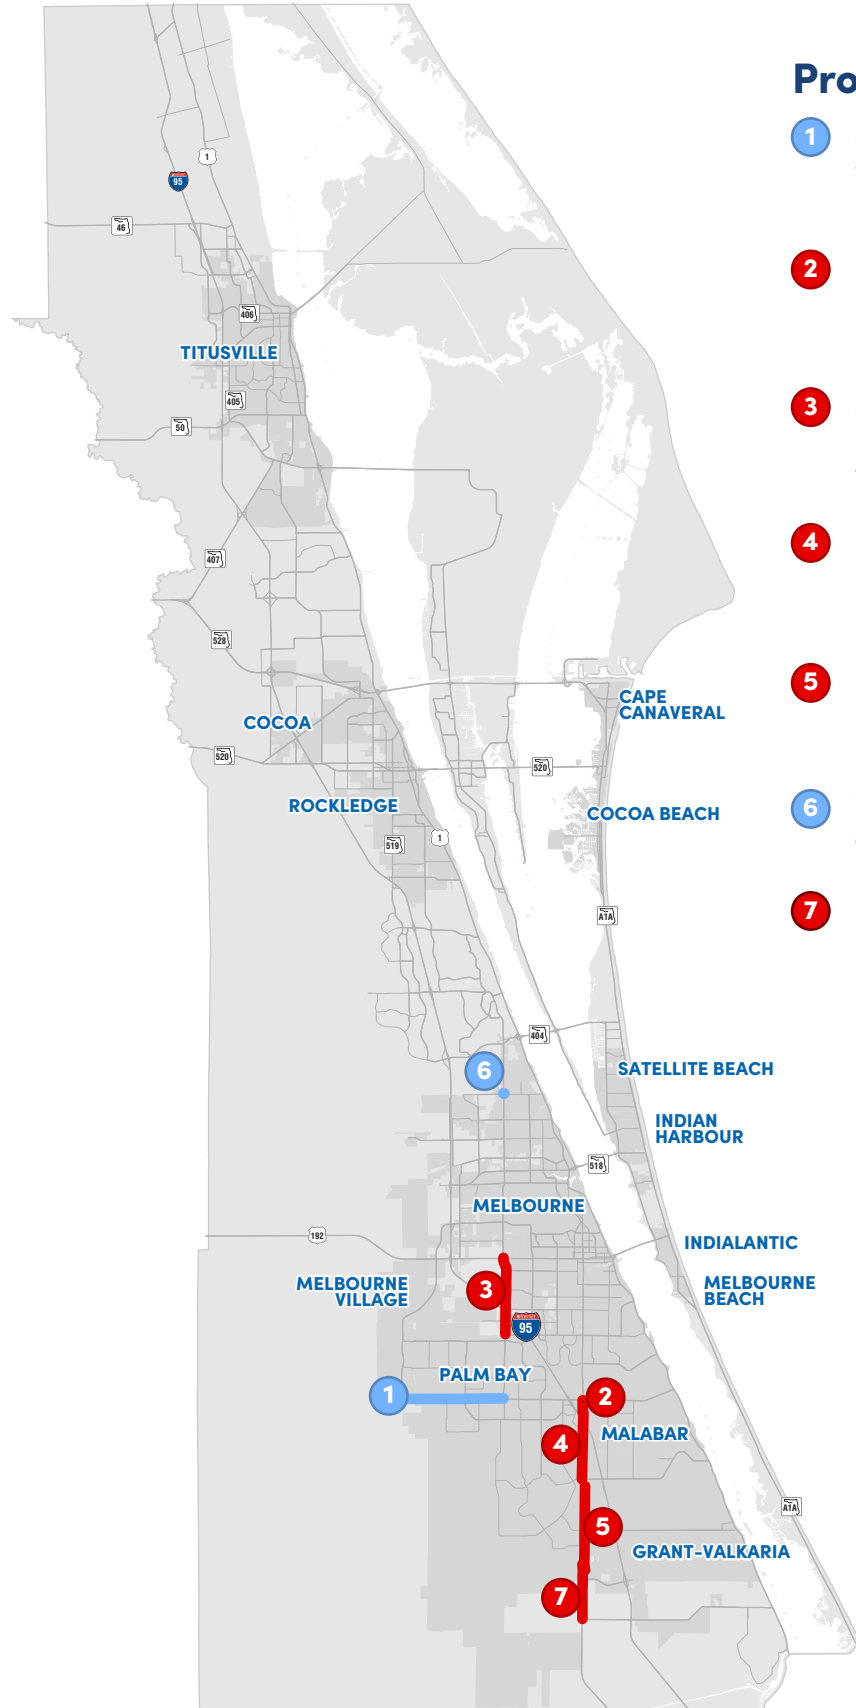 Pro
1
2
3
4
5
6
7
1
95
46
406
TITUSVILLE
405
50
407
528
CAPE
CANAVERAL
COCOA
520
520
ROCKLEDGE
COCOA BEACH
1
519
A1A
404
6
SATELLITE BEACH
INDIAN
HARBOUR
518
MELBOURNE
192
INDIALANTIC
MELBOURNE
VILLAGE
3
MELBOURNE
BEACH
95
PALM BAY
1
2
MALABAR
4
A1A
5
GRANT-VALKARIA
7